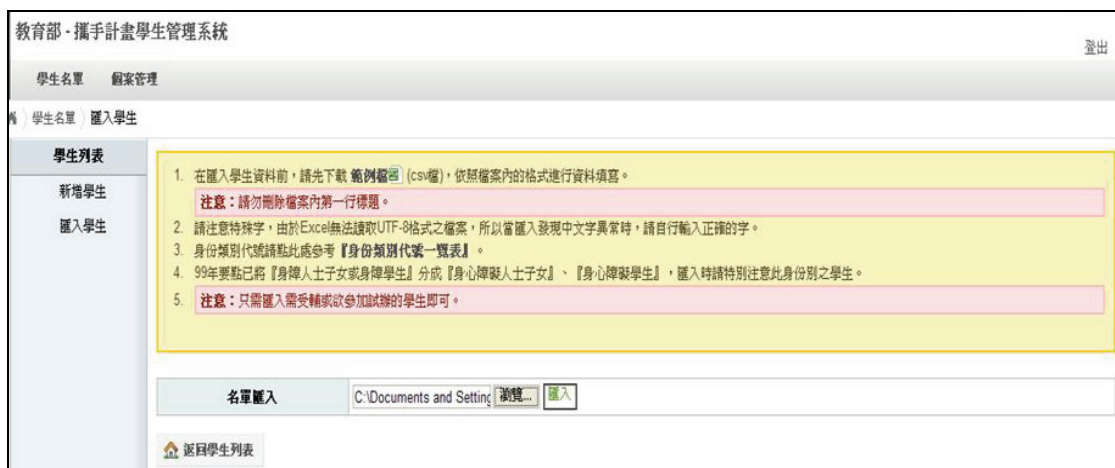 教育部 - 攜手計畫學生管理系統
登出
學生名單 個案管理
學生名單 〉 匯入學生
學生列表
新增學生
匯入學生
1. 在匯入學生資料前，請先下載 範例檔 (csv檔)，依照檔案內的格式進行資料填寫。
注意：請勿刪除檔案內第一行標題。
2. 請注意特殊字，由於Excel無法讀取UTF-8格式之檔案，所以當匯入發現中文字異常時，請自行輸入正確的字。
3. 身份類別代號請點此處參考『身份類別代號一覽表』。
4. 99年要點已將『身障人士子女或身障學生』分成『身心障礙人士子女』、『身心障礙學生』，匯入時請特別注意此身份別之學生。
5. 注意：只需匯入需受輔或欲參加試辦的學生即可。
名單匯入 C:\Documents and Setting 瀏覽... 匯入
返回學生列表